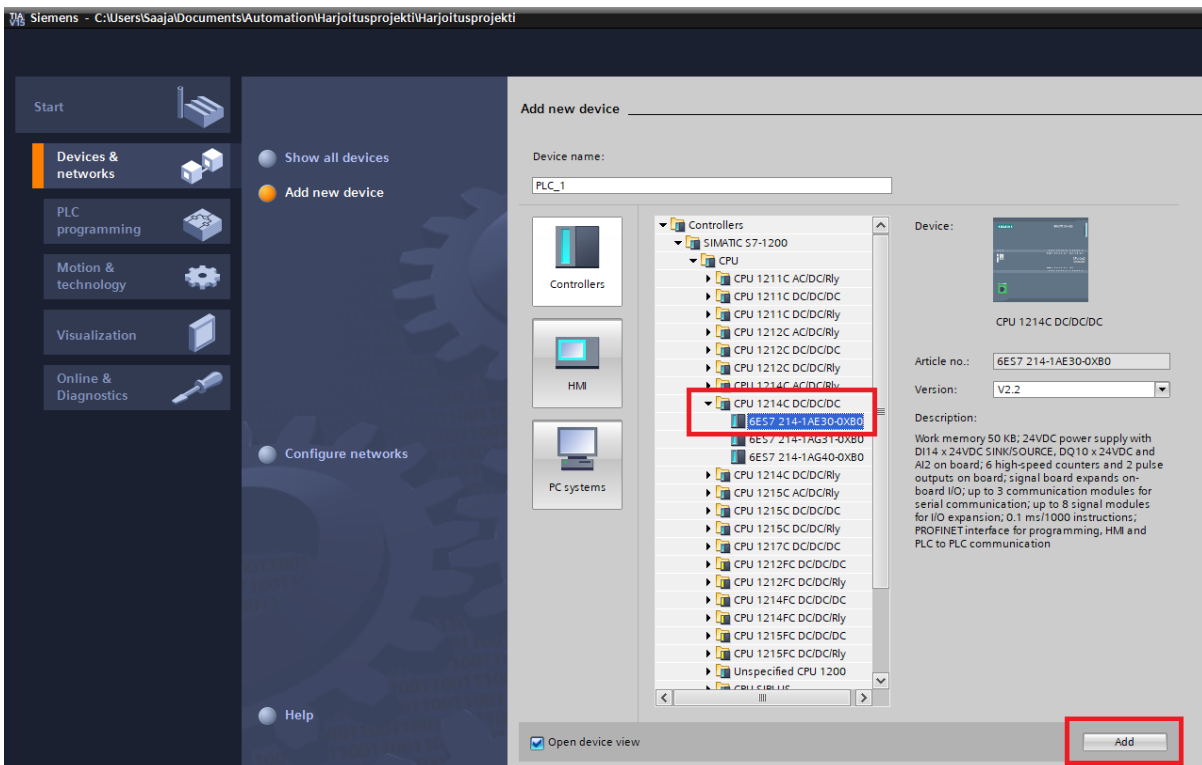 Siemens - C:\Users\Saaja\Documents\Automation\Harjoitusprojekti\Harjoitusprojekti
Start
Devices &
networks
PLC
programming
Motion &
technology
Visualization
Online &
Diagnostics
Show all devices
Add new device
Configure networks
Help
Add new device
Device name:
PLC_1
Controllers
HMI
PC systems
Controllers
SIMATIC S7-1200
CPU
CPU 1211C AC/DC/Rly
CPU 1211C DC/DC/DC
CPU 1211C DC/DC/Rly
CPU 1212C AC/DC/Rly
CPU 1212C DC/DC/DC
CPU 1212C DC/DC/Rly
CPU 1214C AC/DC/Rly
CPU 1214C DC/DC/DC
6ES7 214-1AE30-0XB0
6ES7 214-1AG31-0XB0
6ES7 214-1AG40-0XB0
CPU 1214C DC/DC/Rly
CPU 1215C AC/DC/Rly
CPU 1215C DC/DC/DC
CPU 1215C DC/DC/Rly
CPU 1217C DC/DC/DC
CPU 1212FC DC/DC/DC
CPU 1212FC DC/DC/Rly
CPU 1214FC DC/DC/DC
CPU 1214FC DC/DC/Rly
CPU 1215FC DC/DC/DC
CPU 1215FC DC/DC/Rly
Unspecified CPU 1200
CPU SIPLUS
Device:
CPU 1214C DC/DC/DC
Article no.:
6ES7 214-1AE30-0XB0
Version:
V2.2
Description:
Work memory 50 KB; 24VDC power supply with
DI14 x 24VDC SINK/SOURCE, DQ10 x 24VDC and
AI2 on board; 6 high-speed counters and 2 pulse
outputs on board; signal board expands on-
board I/O; up to 3 communication modules for
serial communication; up to 8 signal modules
for I/O expansion; 0.1 ms/1000 instructions;
PROFINET interface for programming, HMI and
PLC to PLC communication
Open device view
Add